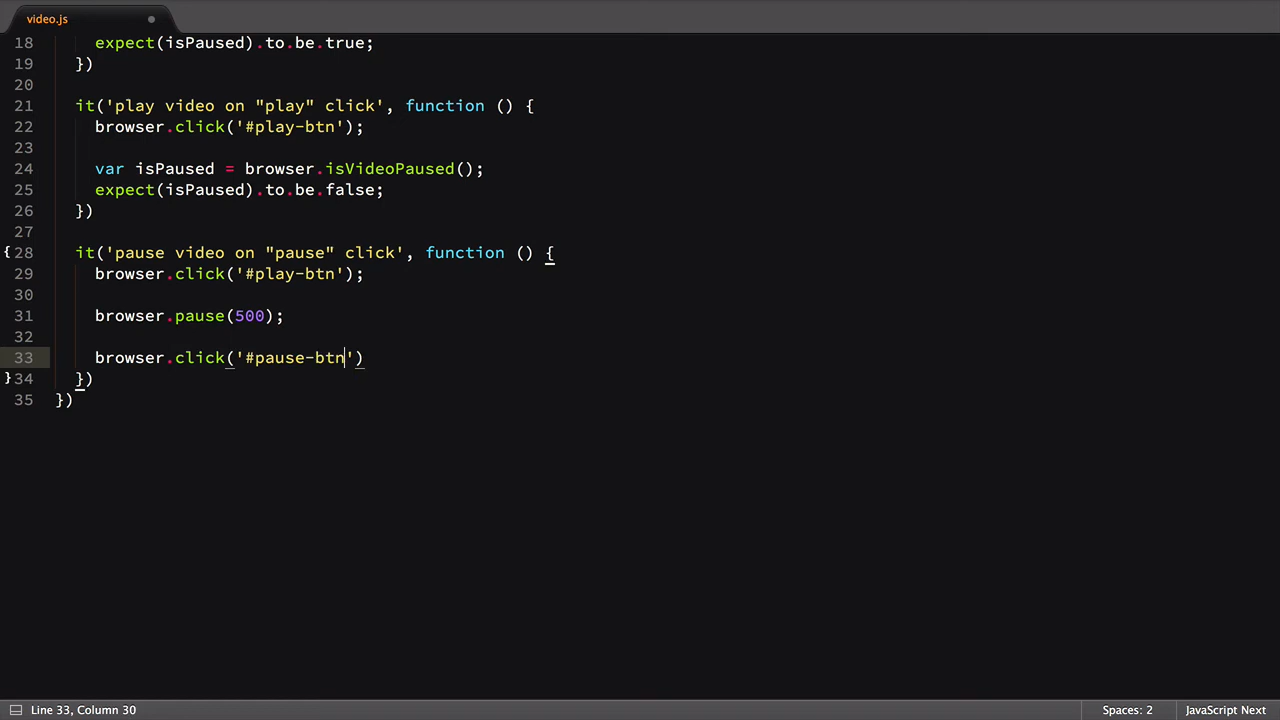 video.js
18 expect(isPaused).to.be.true;
19 })
20
21 it('play video on "play" click', function () {
22 browser.click('#play-btn');
23
24 var isPaused = browser.isVideoPaused();
25 expect(isPaused).to.be.false;
26 })
27
{28 it('pause video on "pause" click', function () {
29 browser.click('#play-btn');
30
31 browser.pause(500);
32
33 browser.click('#pause-btn')
}34 })
35 })
Line 33, Column 30 Spaces: 2 JavaScript Next